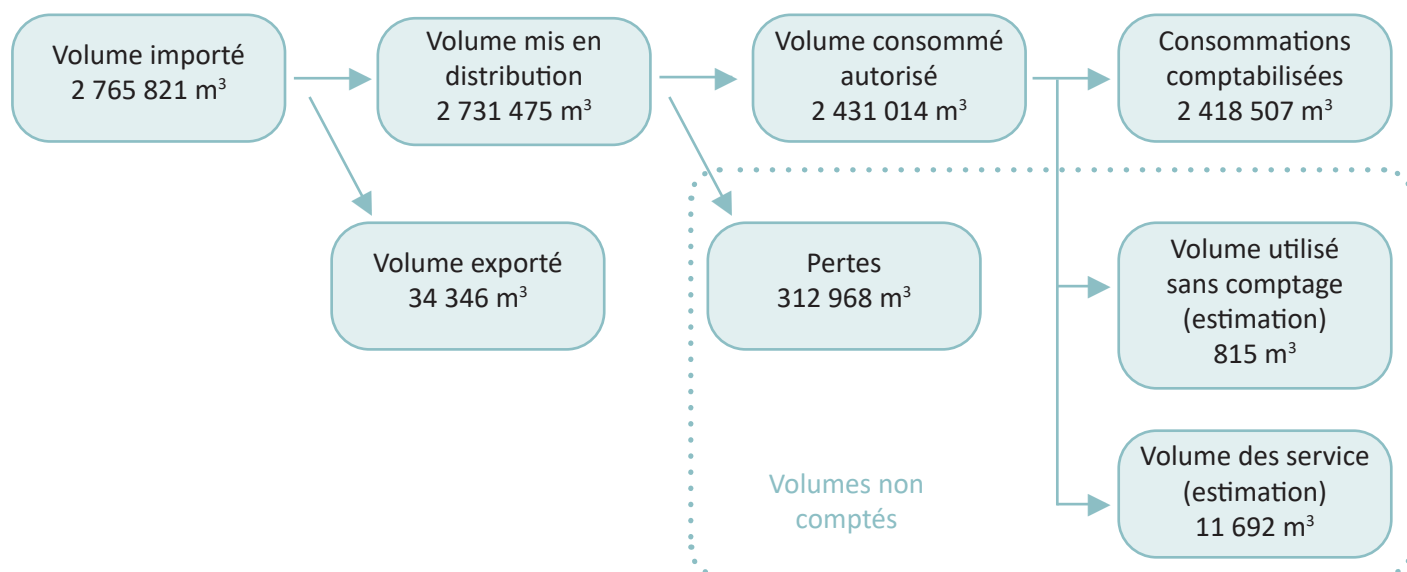 Volume importé
2 765 821 m³
Volume mis en
distribution
2 731 475 m³
Volume consommé
autorisé
2 431 014 m³
Consommations
comptabilisées
2 418 507 m³
Volume exporté
34 346 m³
Pertes
312 968 m³
Volume utilisé
sans comptage
(estimation)
815 m³
Volumes non
comptés
Volume des service
(estimation)
11 692 m³